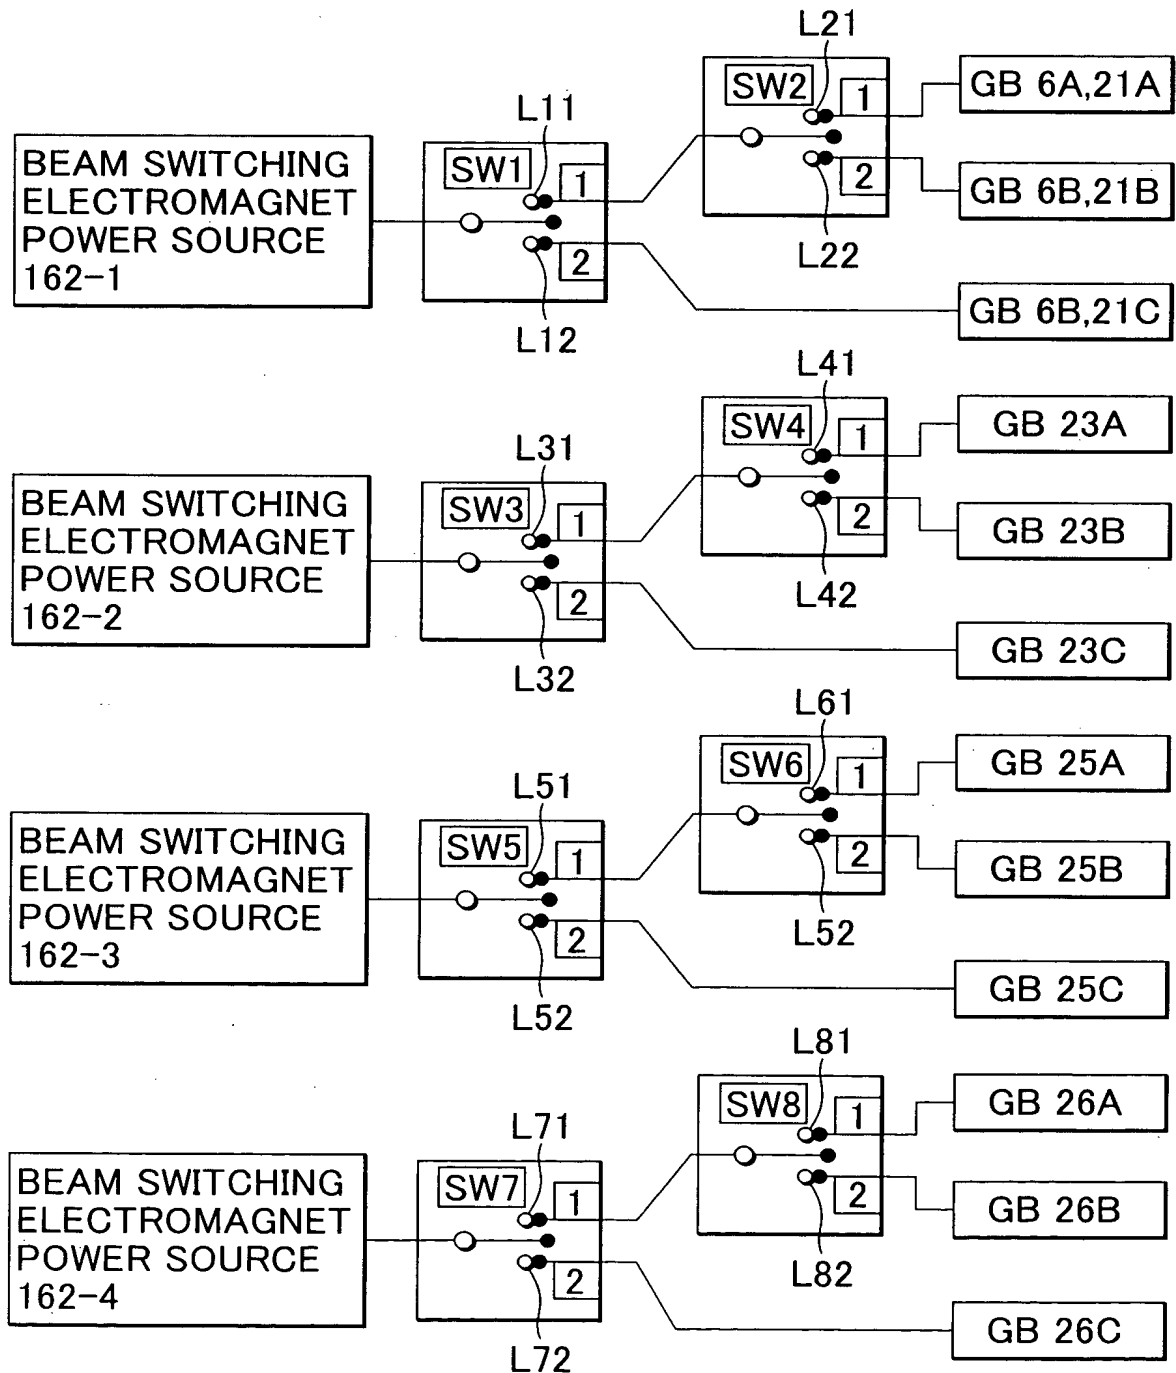 L21
SW2
1
GB 6A,21A
L11
BEAM SWITCHING
ELECTROMAGNET
POWER SOURCE
162-1
SW1
1
2
GB 6B,21B
L22
2
GB 6B,21C
L12
L41
SW4
1
GB 23A
L31
BEAM SWITCHING
ELECTROMAGNET
POWER SOURCE
162-2
SW3
1
2
GB 23B
L42
2
GB 23C
L32
L61
SW6
1
GB 25A
L51
BEAM SWITCHING
ELECTROMAGNET
POWER SOURCE
162-3
SW5
1
2
GB 25B
L52
2
GB 25C
L52
L81
SW8
1
GB 26A
L71
BEAM SWITCHING
ELECTROMAGNET
POWER SOURCE
162-4
SW7
1
2
GB 26B
L82
2
GB 26C
L72